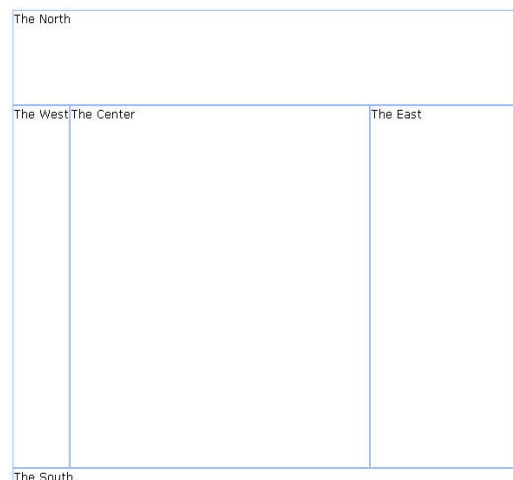 The North
The West
The Center
The East
The South